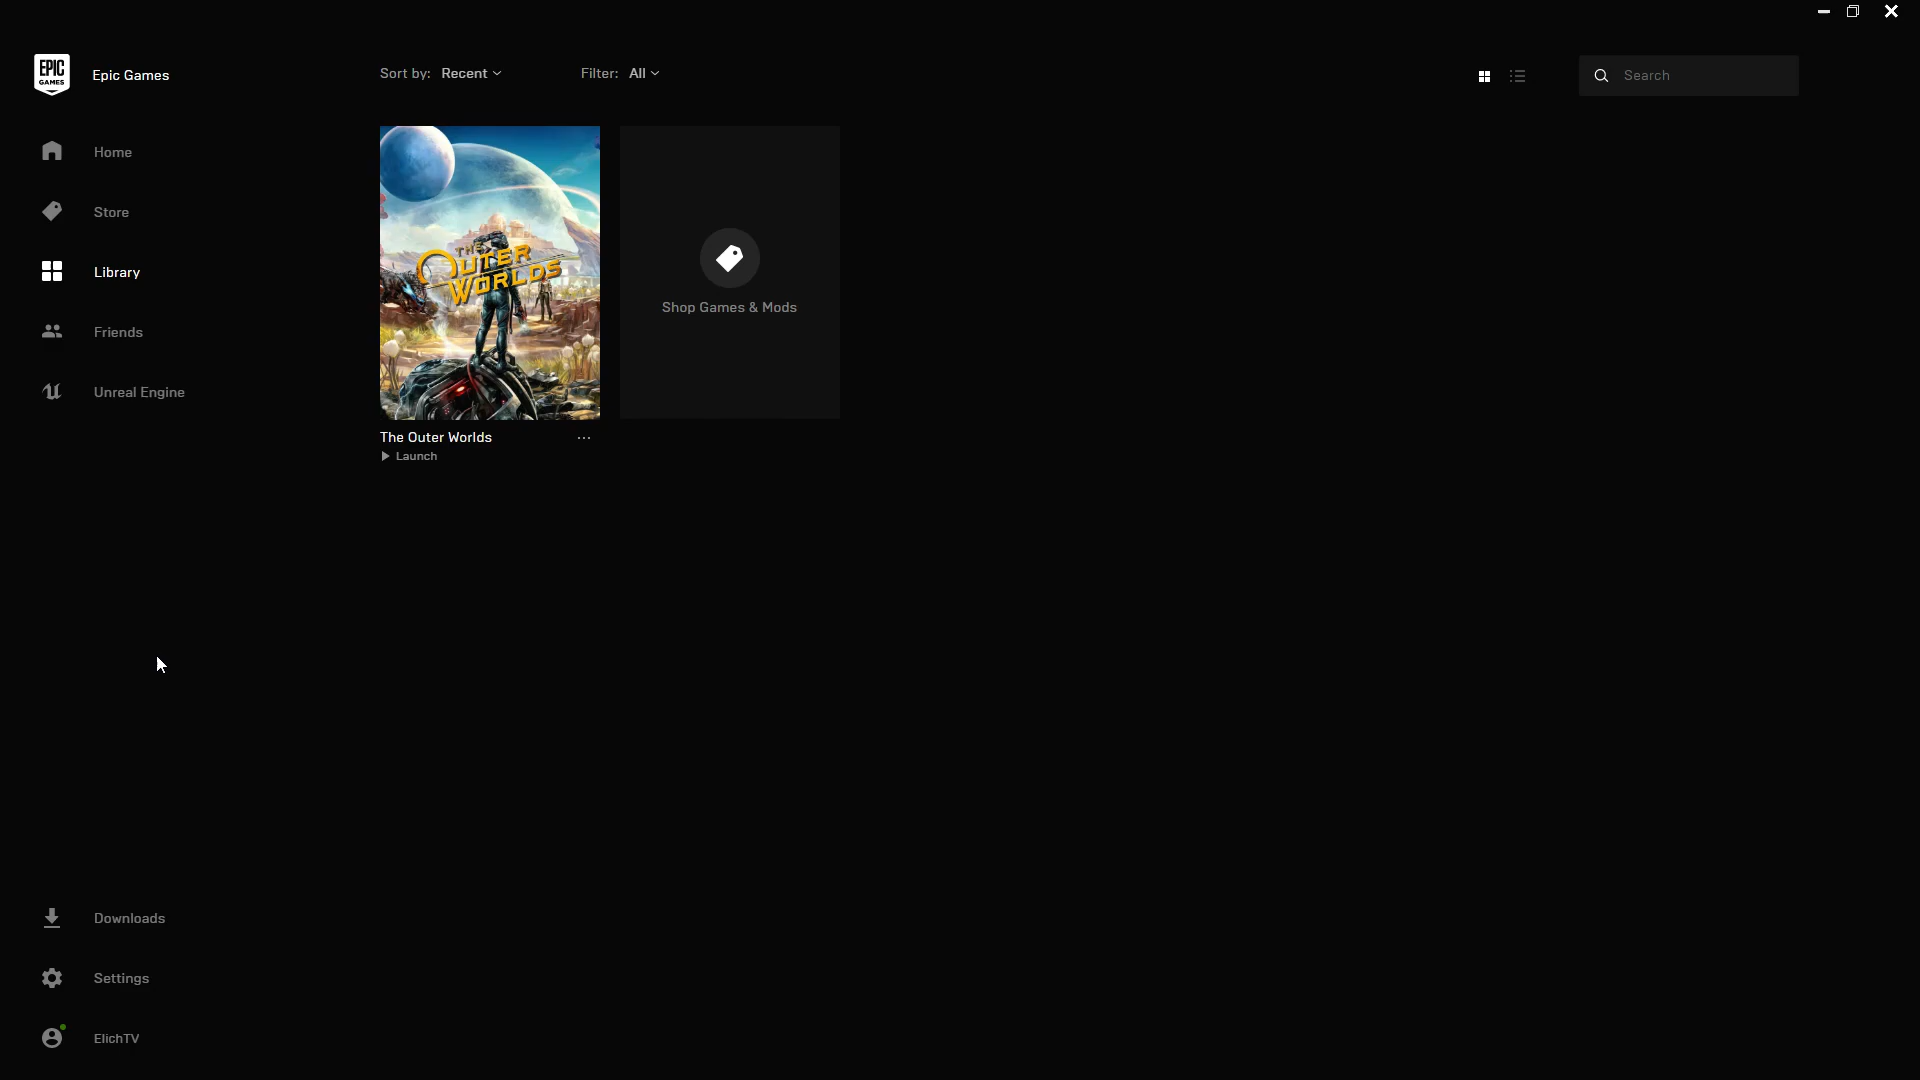 EPIC
GAMES
Epic Games
Home
Store
Library
Friends
Unreal Engine
Downloads
Settings
ElichTV
Sort by: Recent
Filter: All
Search
THE
OUTER
WORLDS
The Outer Worlds
...
Launch
Shop Games & Mods